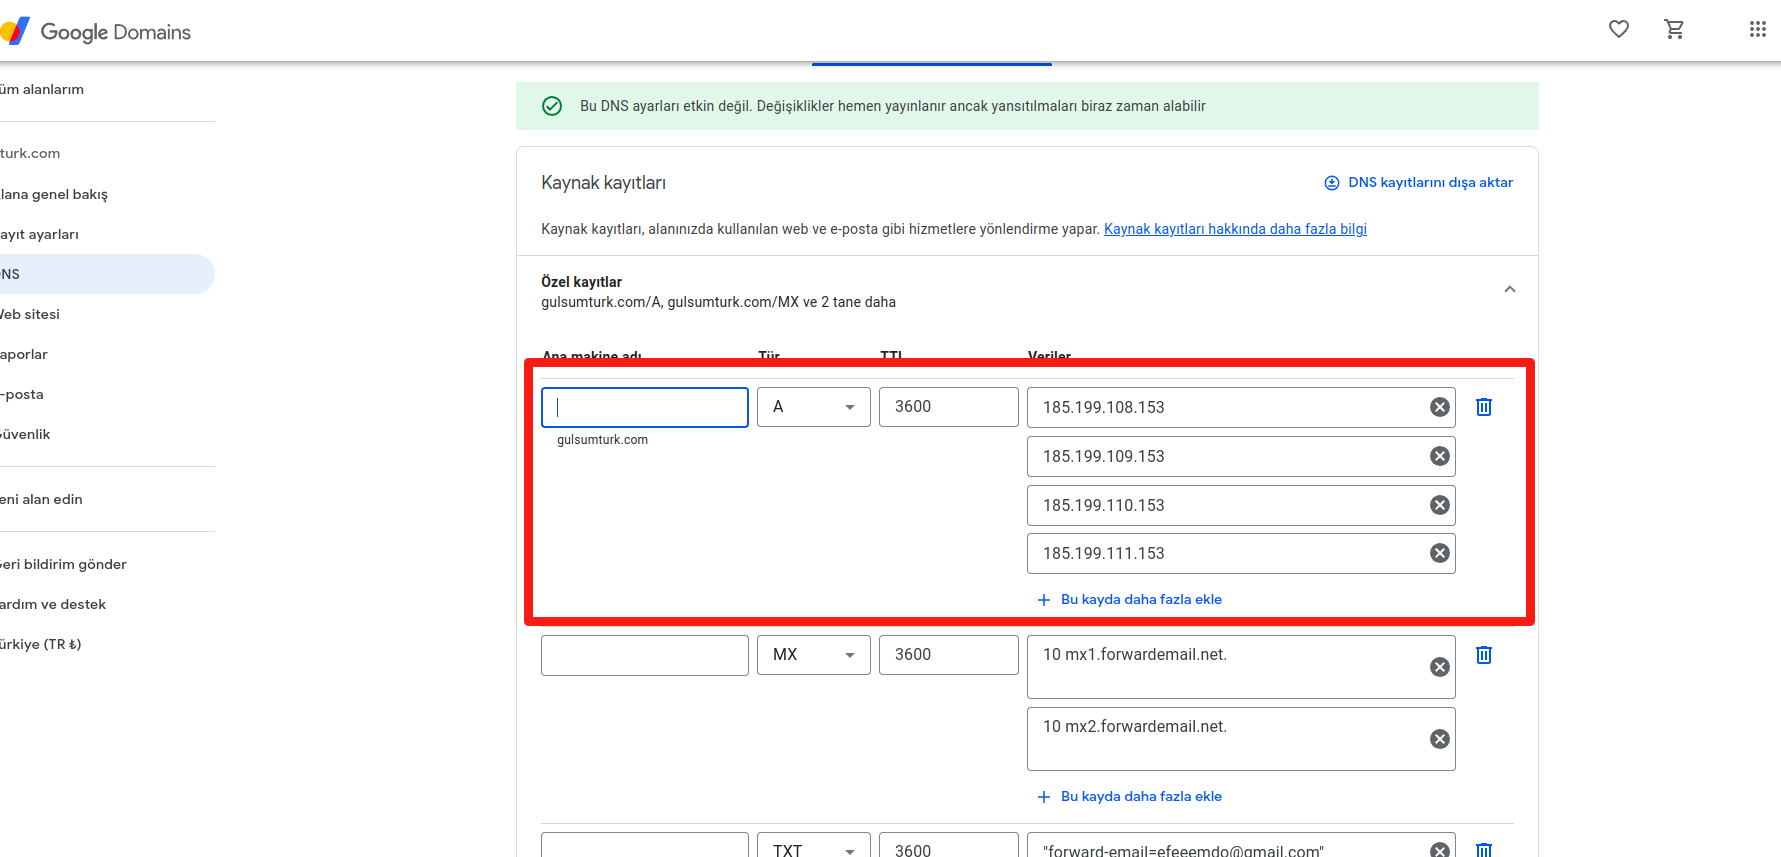 Google Domains
üm alanlarım
turk.com
lana genel bakış
ayıt ayarları
NS
eb sitesi
aporlar
-posta
üvenlik
eni alan edin
eri bildirim gönder
ardım ve destek
ürkiye (TR ₺)
Bu DNS ayarları etkin değil. Değişiklikler hemen yayınlanır ancak yansıtılmaları biraz zaman alabilir
Kaynak kayıtları
DNS kayıtlarını dışa aktar
Kaynak kayıtları, alanınızda kullanılan web ve e-posta gibi hizmetlere yönlendirme yapar. Kaynak kayıtları hakkında daha fazla bilgi
Özel kayıtlar
gulsumturk.com/A, gulsumturk.com/MX ve 2 tane daha
Ana makine adı Tür TTL Veriler
A 3600 185.199.108.153
gulsumturk.com
185.199.109.153
185.199.110.153
185.199.111.153
Bu kayda daha fazla ekle
MX 3600 10 mx1.forwardemail.net.
10 mx2.forwardemail.net.
Bu kayda daha fazla ekle
TXT 3600 "forward-email=efeeemdo@gmail.com"